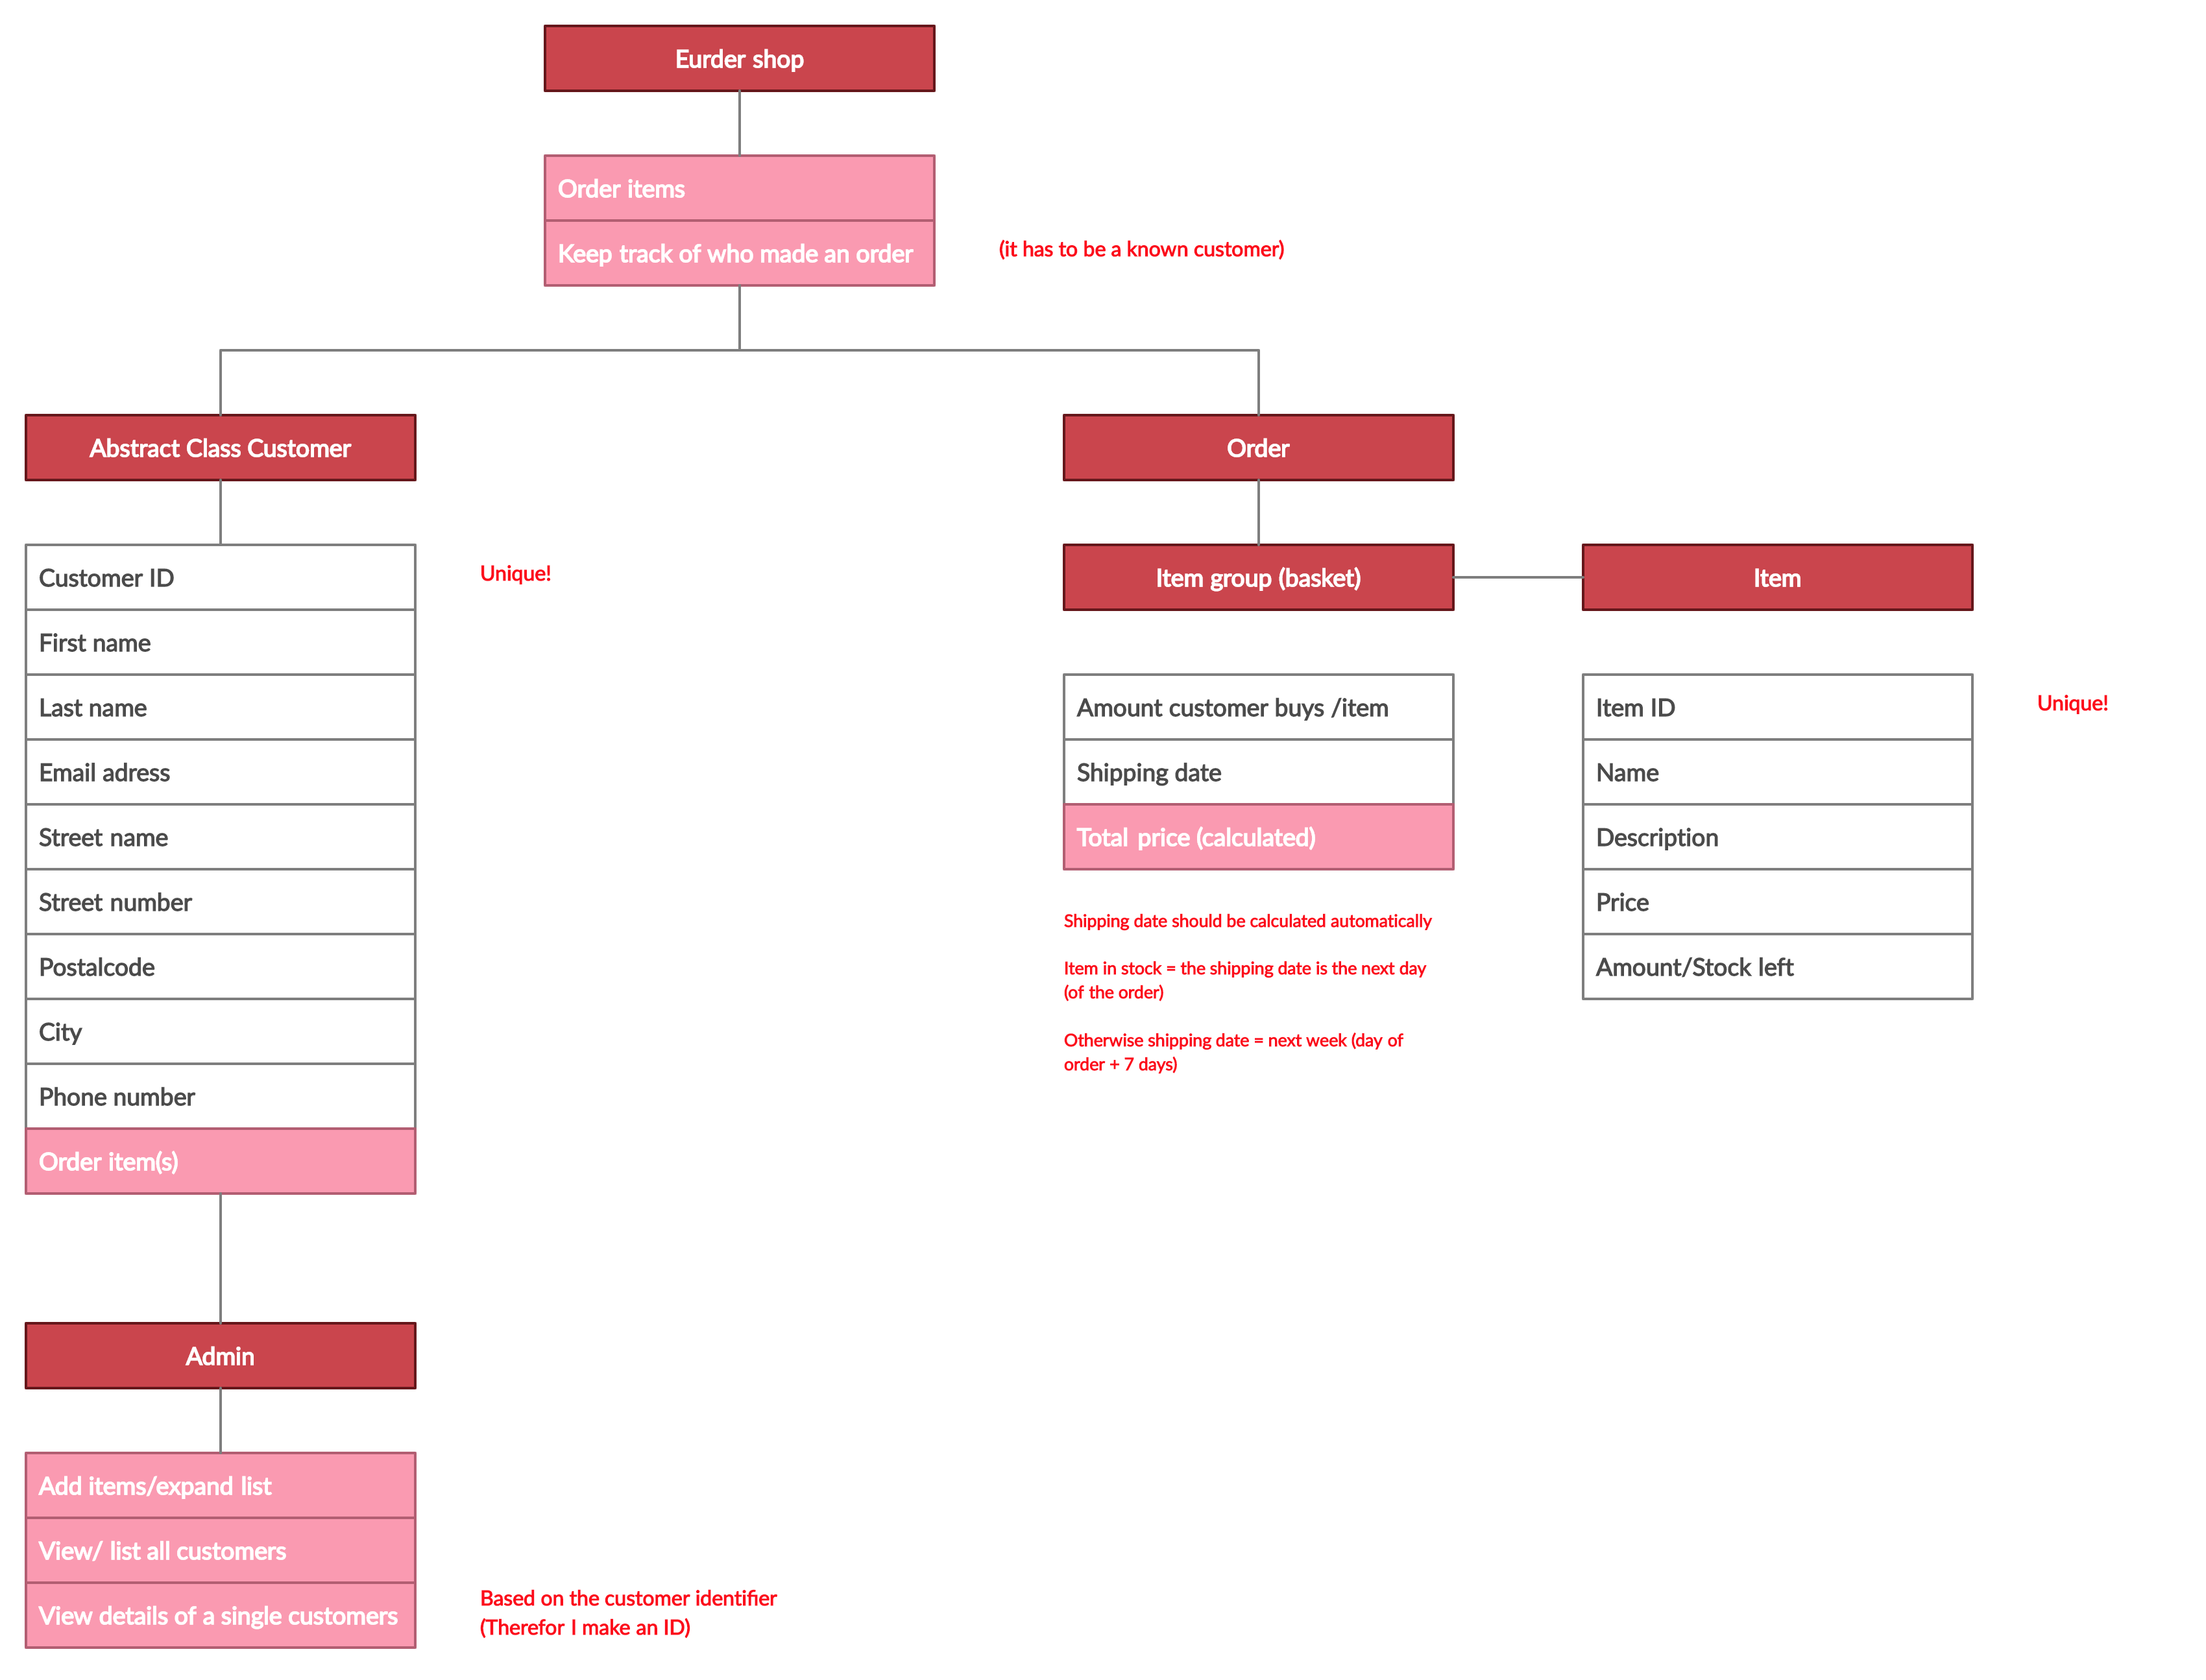 Eurder shop
Order items
Keep track of who made an order
(it has to be a known customer)
Abstract Class Customer
Customer ID
Unique!
First name
Last name
Email adress
Street name
Street number
Postalcode
City
Phone number
Order item(s)
Admin
Add items/expand list
View/ list all customers
View details of a single customers
Based on the customer identifier
(Therefor I make an ID)
Order
Item group (basket)
Amount customer buys /item
Shipping date
Total price (calculated)
Shipping date should be calculated automatically
Item in stock = the shipping date is the next day
(of the order)
Otherwise shipping date = next week (day of
order + 7 days)
Item
Item ID
Unique!
Name
Description
Price
Amount/Stock left